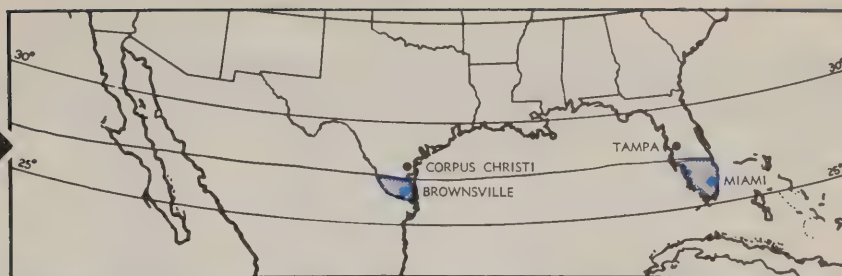 30°
30°
TAMPA
CORPUS CHRISTI
25°
MIAMI
25°
BROWNSVILLE